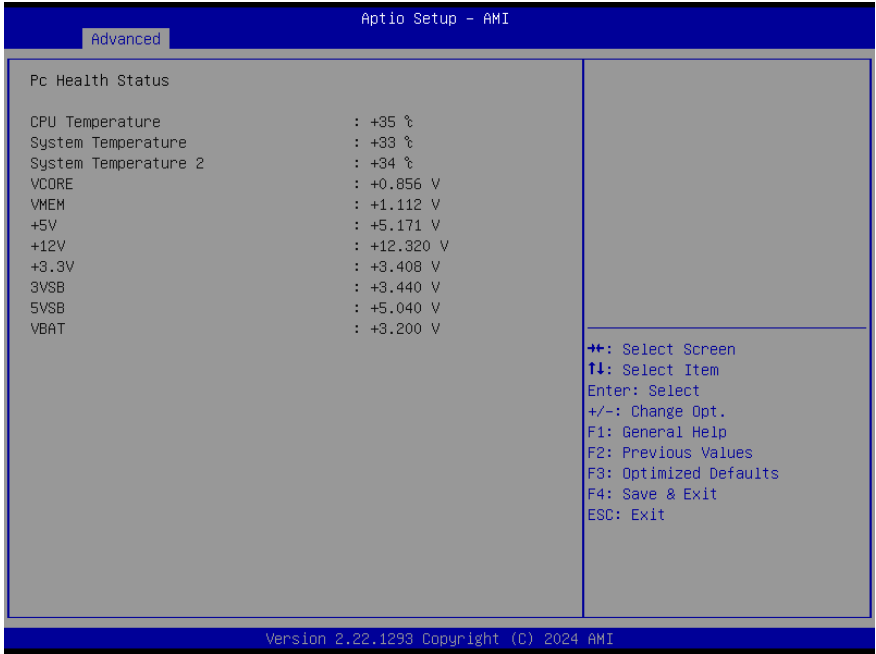 Aptio Setup – AMI
Advanced
Pc Health Status
CPU Temperature : +35 ℃
System Temperature : +33 ℃
System Temperature 2 : +34 ℃
VCORE : +0.856 V
VMEM : +1.112 V
+5V : +5.171 V
+12V : +12.320 V
+3.3V : +3.408 V
3VSB : +3.440 V
5VSB : +5.040 V
VBAT : +3.200 V
→←: Select Screen
↑↓: Select Item
Enter: Select
+/-: Change Opt.
F1: General Help
F2: Previous Values
F3: Optimized Defaults
F4: Save & Exit
ESC: Exit
Version 2.22.1293 Copyright (C) 2024 AMI